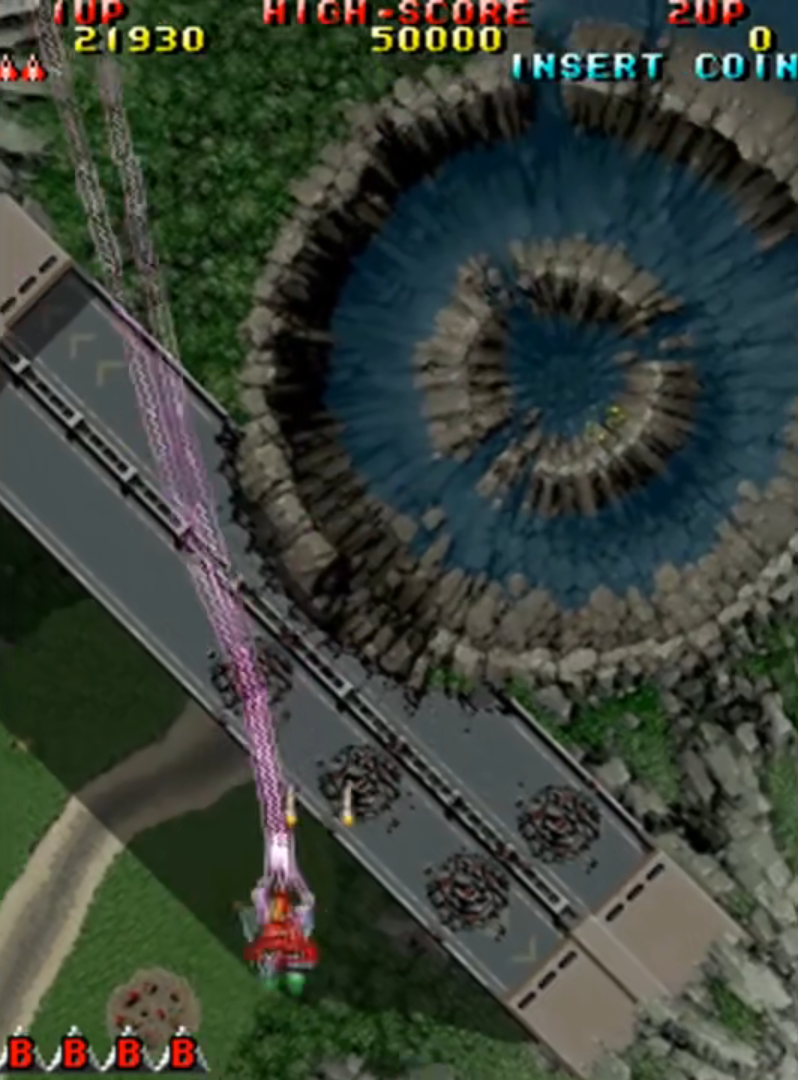 1UP HIGH-SCORE 2UP
21930 50000 0
INSERT COIN
B B B B